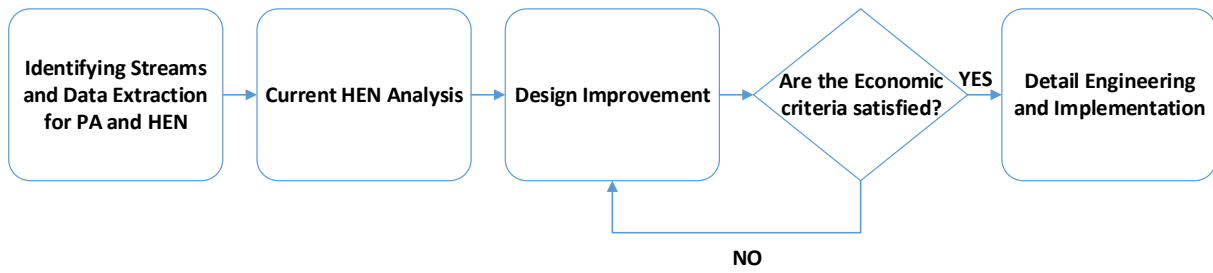 Identifying Streams
and Data Extraction
for PA and HEN
Current HEN Analysis
Design Improvement
Are the Economic
criteria satisfied?
YES
Detail Engineering
and Implementation
NO